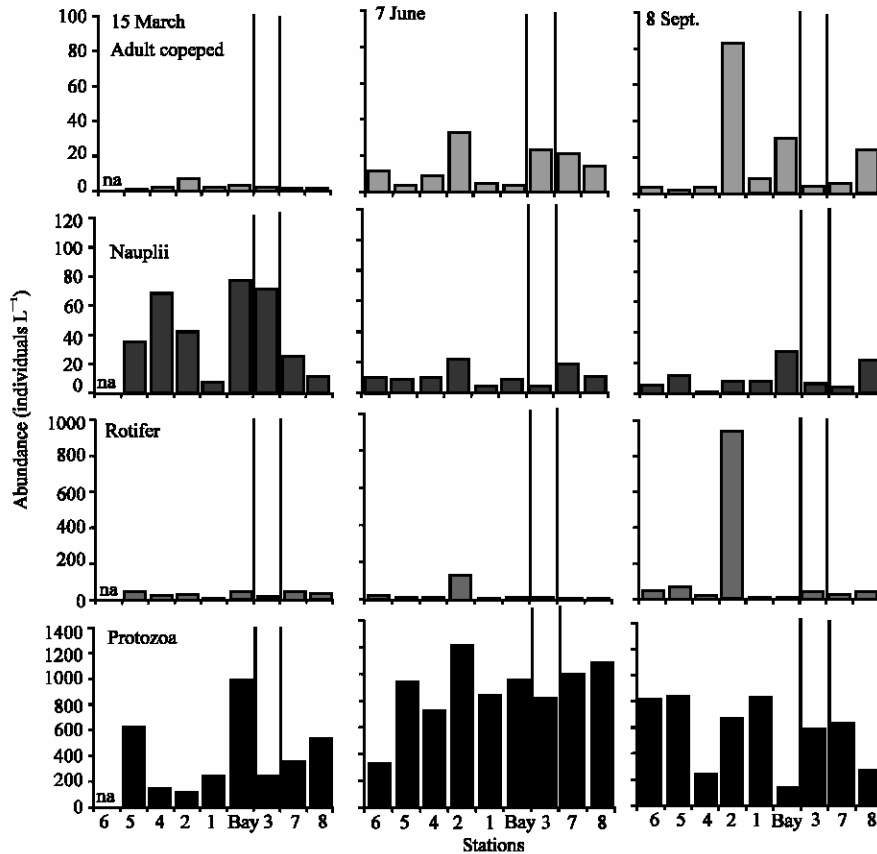 15 March
Adult copeped
7 June
8 Sept.
100
80
60
40
20
0
na
Nauplii
120
100
80
60
40
20
0
na
Abundance (individuals L⁻¹)
Rotifer
1000
800
600
400
200
0
na
Protozoa
1400
1200
1000
800
600
400
200
0
na
6 5 4 2 1 Bay 3 7 8
6 5 4 2 1 Bay 3 7 8
6 5 4 2 1 Bay 3 7 8
Stations